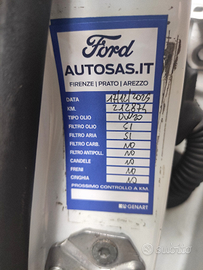 Ford
AUTOSAS.IT
FIRENZE | PRATO | AREZZO
DATA
KM.
TIPO OLIO
FILTRO OLIO SI
FILTRO ARIA SI
FILTRO CARB. NO
FILTRO ANTIPOLL. NO
CANDELE NO
FRENI NO
CINGHIA NO
PROSSIMO CONTROLLO A KM.
GENART